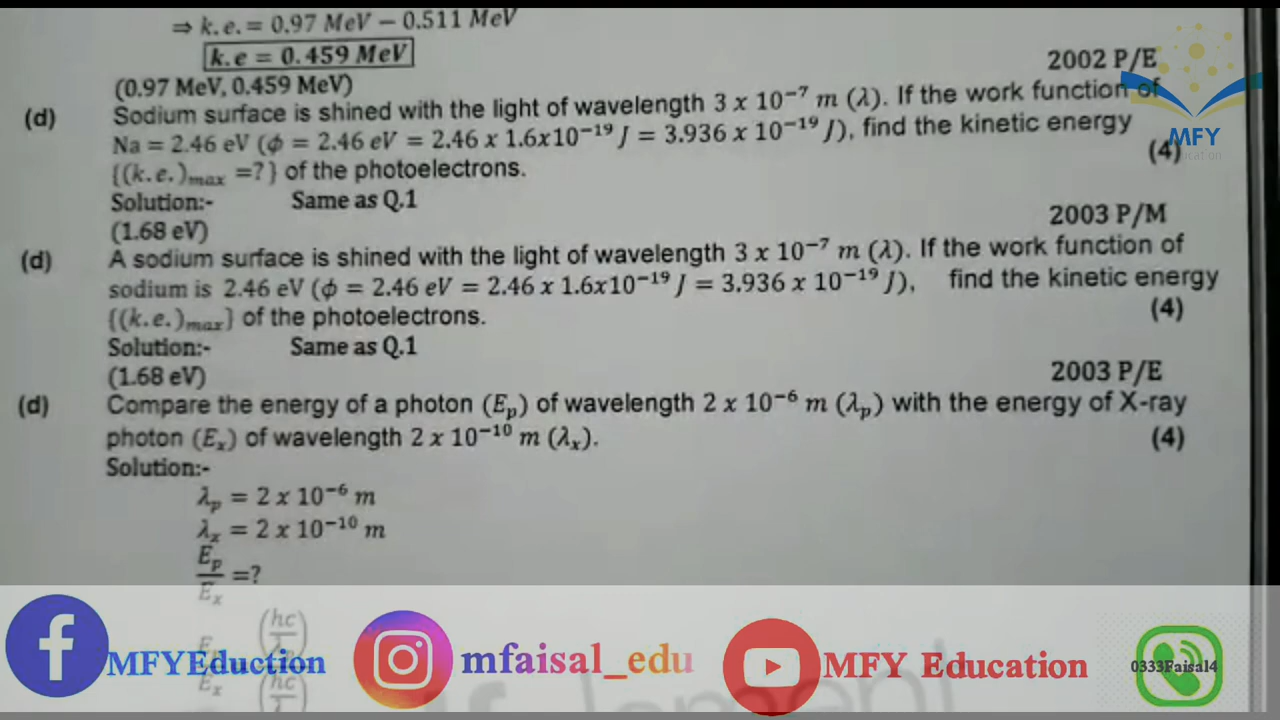 ⇒ k.e. = 0.97 MeV − 0.511 MeV
k.e = 0.459 MeV
(0.97 MeV, 0.459 MeV)
2002 P/E
(d) Sodium surface is shined with the light of wavelength 3 x 10⁻⁷ m (λ). If the work function of
Na = 2.46 eV (ϕ = 2.46 eV = 2.46 x 1.6x10⁻¹⁹ J = 3.936 x 10⁻¹⁹ J), find the kinetic energy
{(k.e.)max =?} of the photoelectrons. (4)
Solution:- Same as Q.1
(1.68 eV)
2003 P/M
(d) A sodium surface is shined with the light of wavelength 3 x 10⁻⁷ m (λ). If the work function of
sodium is 2.46 eV (ϕ = 2.46 eV = 2.46 x 1.6x10⁻¹⁹ J = 3.936 x 10⁻¹⁹ J), find the kinetic energy
{(k.e.)max} of the photoelectrons. (4)
Solution:- Same as Q.1
(1.68 eV)
2003 P/E
(d) Compare the energy of a photon (Eₚ) of wavelength 2 x 10⁻⁶ m (λₚ) with the energy of X-ray
photon (Eₓ) of wavelength 2 x 10⁻¹⁰ m (λₓ). (4)
Solution:-
λₚ = 2 x 10⁻⁶ m
λₓ = 2 x 10⁻¹⁰ m
Eₚ/Eₓ =?
MFY
MFYEduction
mfaisal_edu
MFY Education
0333Faisal4